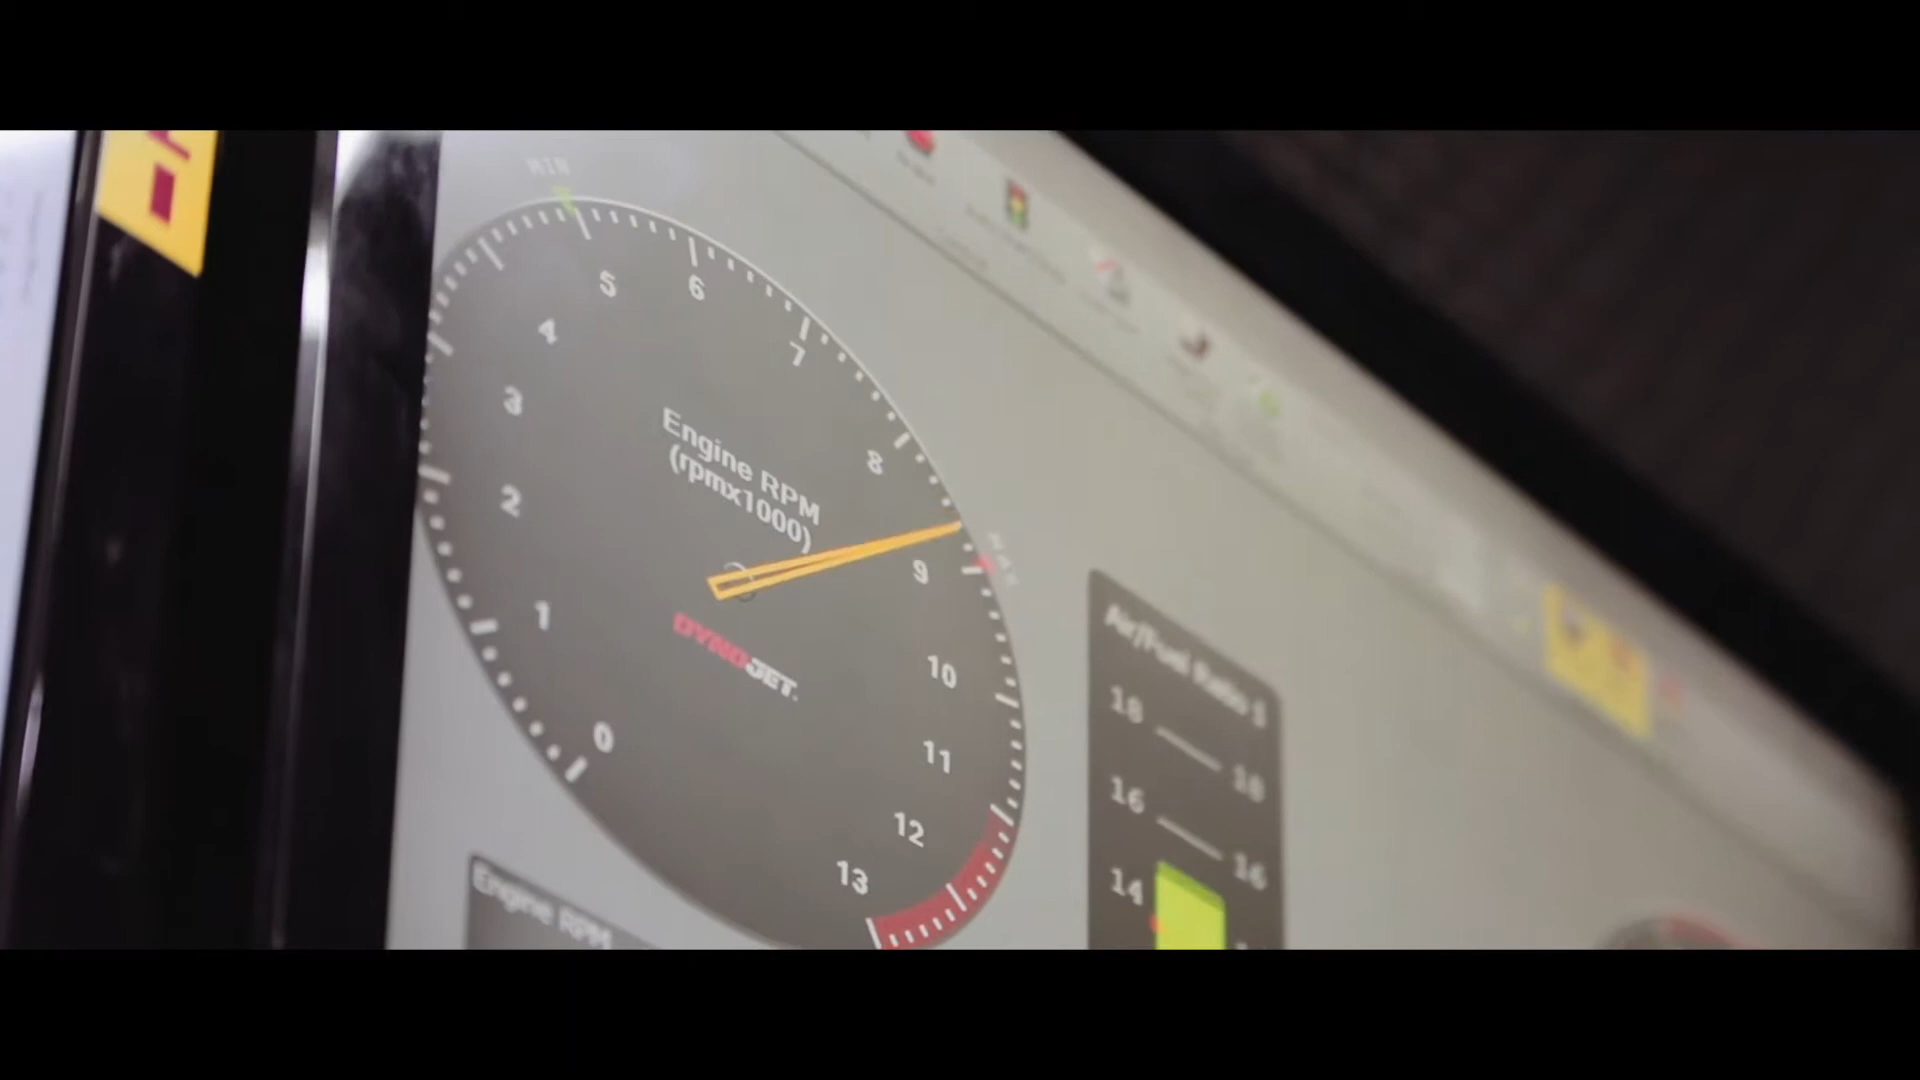 MIN
5
6
4
7
3
8
Engine RPM
(rpmx1000)
2
9
MAX
1
DYNOJET.
10
0
11
12
13
Air/Fuel Ratio 1
18
18
16
16
14
Engine RPM